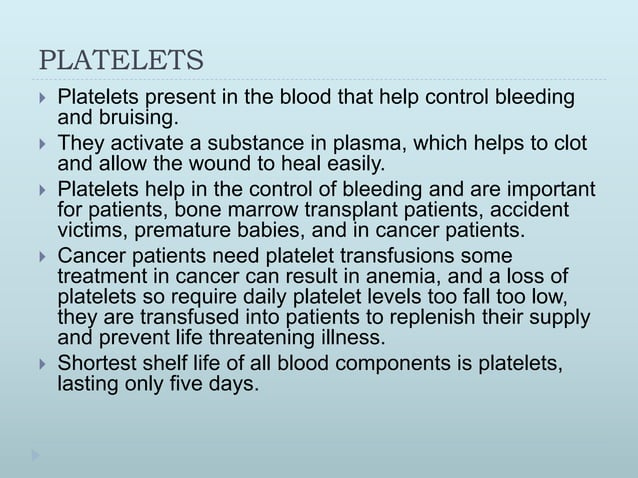 PLATELETS
Platelets present in the blood that help control bleeding
and bruising.
They activate a substance in plasma, which helps to clot
and allow the wound to heal easily.
Platelets help in the control of bleeding and are important
for patients, bone marrow transplant patients, accident
victims, premature babies, and in cancer patients.
Cancer patients need platelet transfusions some
treatment in cancer can result in anemia, and a loss of
platelets so require daily platelet levels too fall too low,
they are transfused into patients to replenish their supply
and prevent life threatening illness.
Shortest shelf life of all blood components is platelets,
lasting only five days.